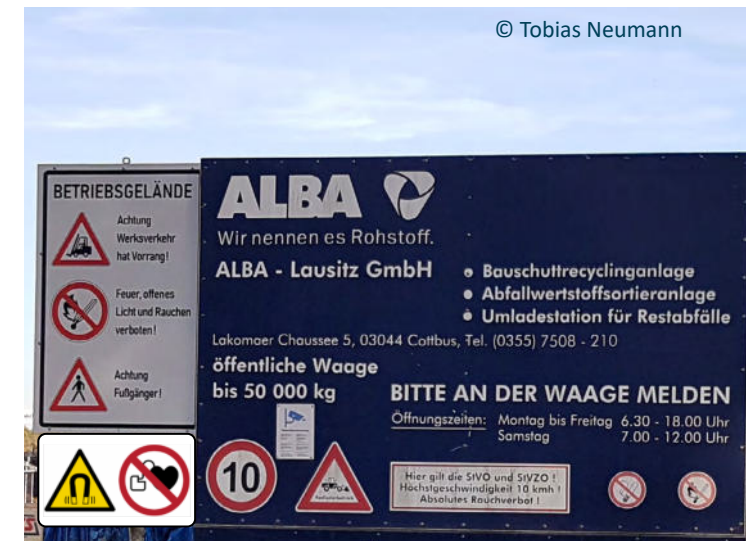 © Tobias Neumann
BETRIEBSGELÄNDE
Achtung
Werksverkehr
hat Vorrang!
Feuer, offenes
Licht und Rauchen
verboten!
Achtung
Fußgänger!
ALBA
Wir nennen es Rohstoff.
ALBA - Lausitz GmbH
• Bauschuttrecyclinganlage
• Abfallwertstoffsortieranlage
• Umladestation für Restabfälle
Lakomaer Chaussee 5, 03044 Cottbus, Tel. (0355) 7508 - 210
öffentliche Waage
bis 50 000 kg
BITTE AN DER WAAGE MELDEN
Öffnungszeiten: Montag bis Freitag 6.30 - 18.00 Uhr
Samstag 7.00 - 12.00 Uhr
10
Hier gilt die StVO und StVZO !
Höchstgeschwindigkeit 10 kmh !
Absolutes Rauchverbot !